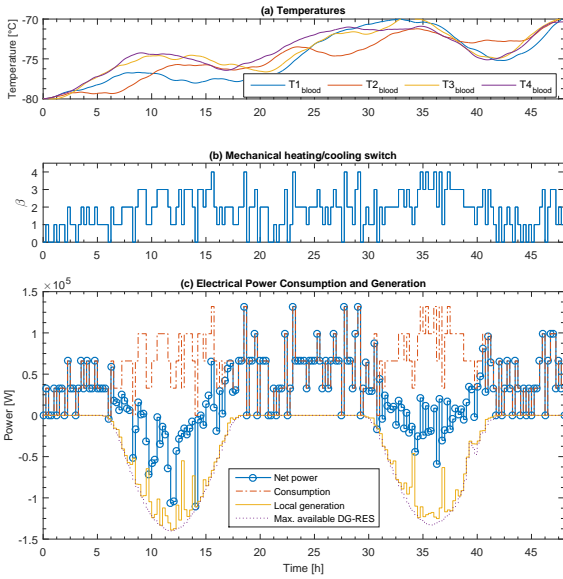 (a) Temperatures
Temperature [°C]
-70
-75
-80
0 5 10 15 20 25 30 35 40 45
T1blood T2blood T3blood T4blood
(b) Mechanical heating/cooling switch
β
4
3
2
1
0
0 5 10 15 20 25 30 35 40 45
(c) Electrical Power Consumption and Generation
×10^5
Power [W]
1.5
1
0.5
0
-0.5
-1
-1.5
Net power
Consumption
Local generation
Max. available DG-RES
0 5 10 15 20 25 30 35 40 45
Time [h]